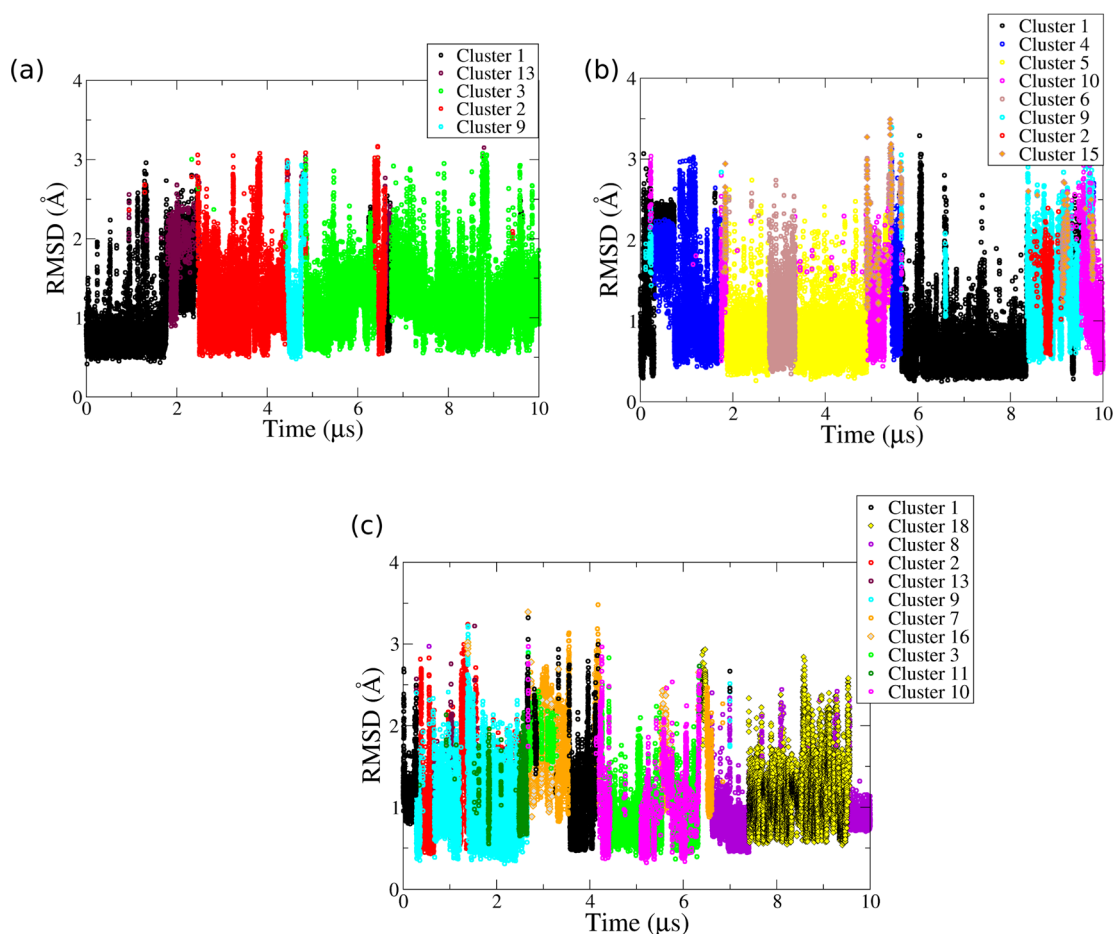 (a)
Cluster 1
Cluster 13
Cluster 3
Cluster 2
Cluster 9
RMSD (Å)
4
3
2
1
0
0 2 4 6 8 10
Time (μs)
(b)
Cluster 1
Cluster 4
Cluster 5
Cluster 10
Cluster 6
Cluster 9
Cluster 2
Cluster 15
RMSD (Å)
4
3
2
1
0
0 2 4 6 8 10
Time (μs)
(c)
Cluster 1
Cluster 18
Cluster 8
Cluster 2
Cluster 13
Cluster 9
Cluster 7
Cluster 16
Cluster 3
Cluster 11
Cluster 10
RMSD (Å)
4
3
2
1
0
0 2 4 6 8 10
Time (μs)